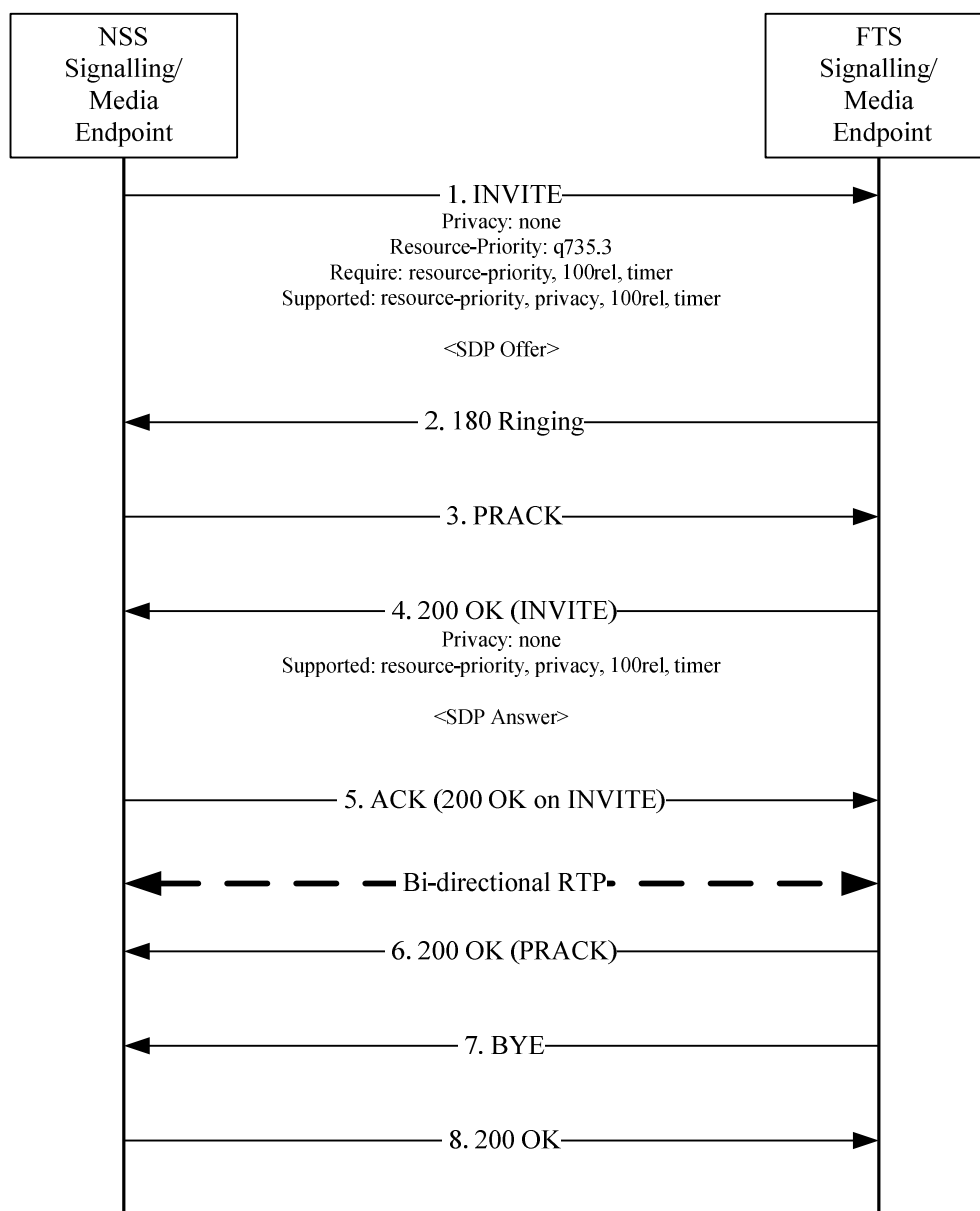 NSS
Signalling/
Media
Endpoint
FTS
Signalling/
Media
Endpoint
1. INVITE
Privacy: none
Resource-Priority: q735.3
Require: resource-priority, 100rel, timer
Supported: resource-priority, privacy, 100rel, timer
<SDP Offer>
2. 180 Ringing
3. PRACK
4. 200 OK (INVITE)
Privacy: none
Supported: resource-priority, privacy, 100rel, timer
<SDP Answer>
5. ACK (200 OK on INVITE)
Bi-directional RTP
6. 200 OK (PRACK)
7. BYE
8. 200 OK